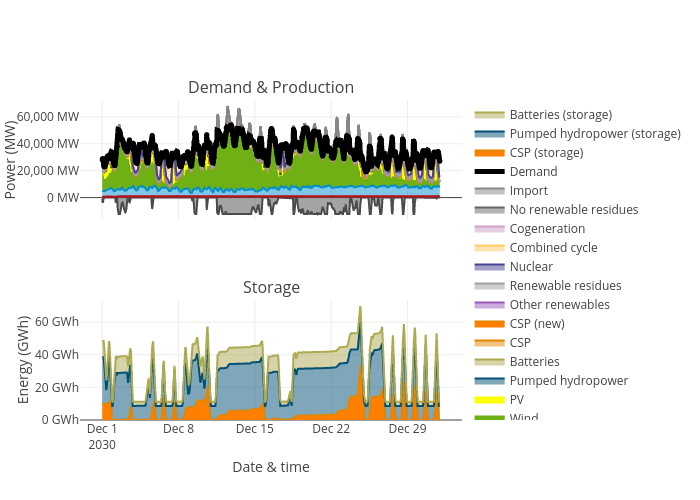 Demand & Production
Power (MW)
60,000 MW
40,000 MW
20,000 MW
0 MW
Storage
Energy (GWh)
60 GWh
40 GWh
20 GWh
0 GWh
Dec 1
2030
Dec 8
Dec 15
Dec 22
Dec 29
Date & time
Batteries (storage)
Pumped hydropower (storage)
CSP (storage)
Demand
Import
No renewable residues
Cogeneration
Combined cycle
Nuclear
Renewable residues
Other renewables
CSP (new)
CSP
Batteries
Pumped hydropower
PV
Wind